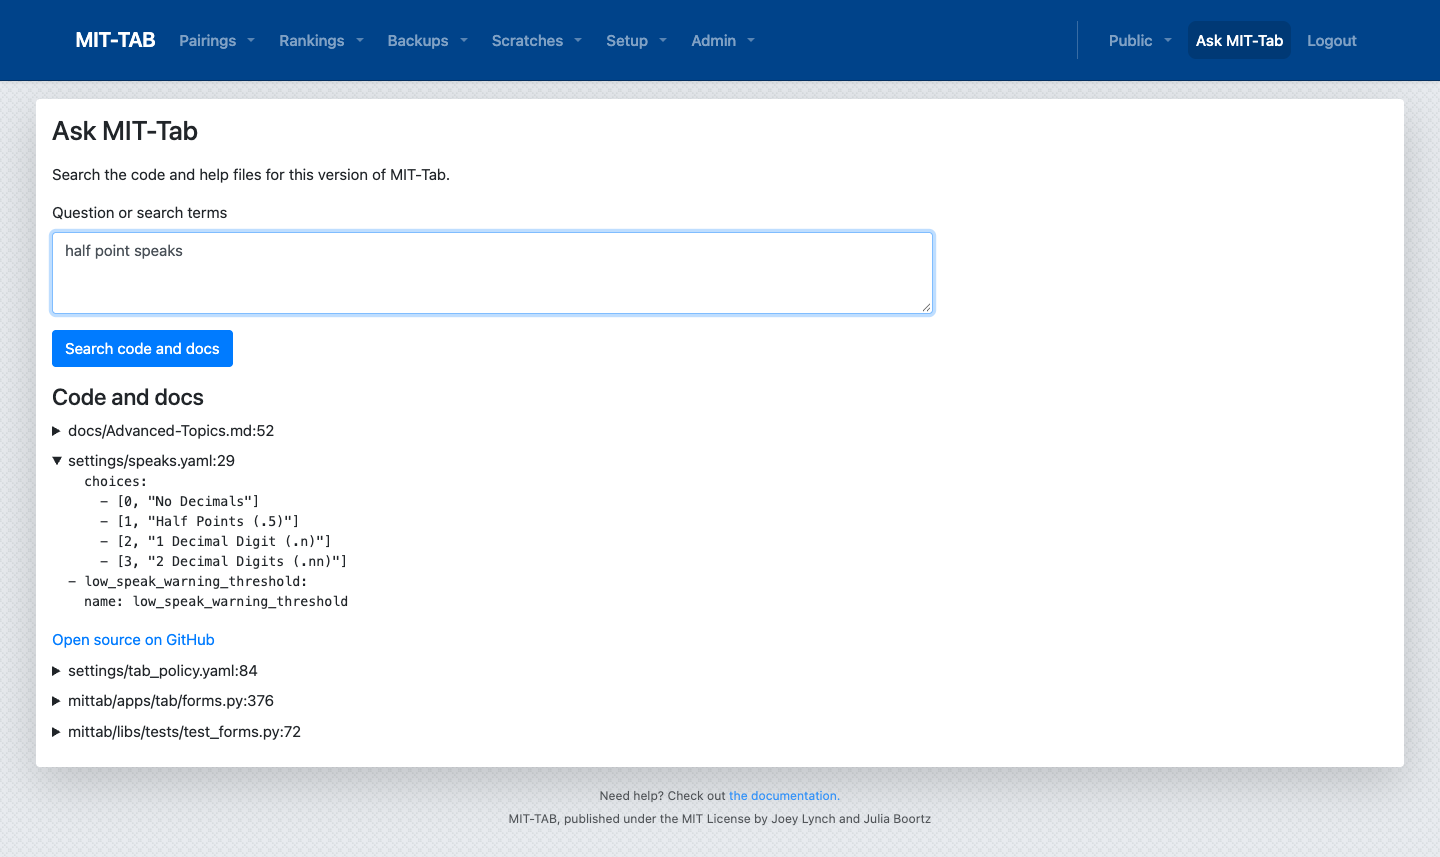 MIT-TAB Pairings Rankings Backups Scratches Setup Admin Public Ask MIT-Tab Logout
Ask MIT-Tab
Search the code and help files for this version of MIT-Tab.
Question or search terms
half point speaks
Search code and docs
Code and docs
docs/Advanced-Topics.md:52
settings/speaks.yaml:29
choices:
- [0, "No Decimals"]
- [1, "Half Points (.5)"]
- [2, "1 Decimal Digit (.n)"]
- [3, "2 Decimal Digits (.nn)"]
- low_speak_warning_threshold:
name: low_speak_warning_threshold
Open source on GitHub
settings/tab_policy.yaml:84
mittab/apps/tab/forms.py:376
mittab/libs/tests/test_forms.py:72
Need help? Check out the documentation.
MIT-TAB, published under the MIT License by Joey Lynch and Julia Boortz